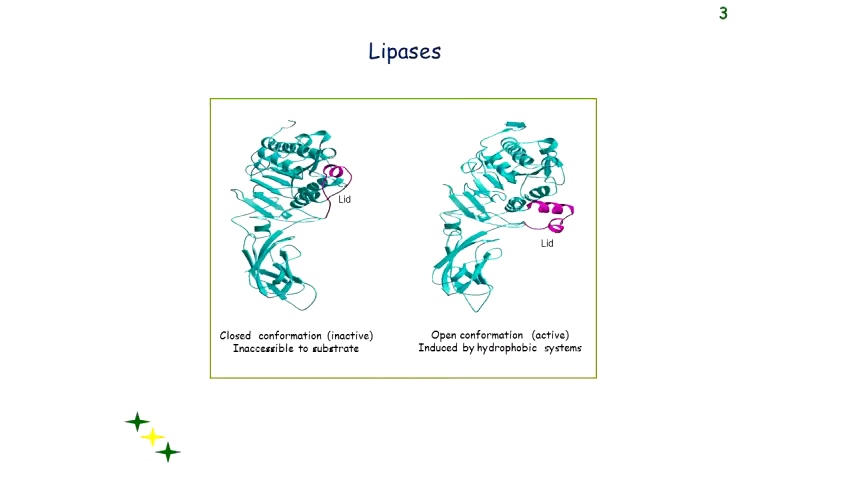 3
Lipases
Lid
Lid
Closed conformation (inactive)
Inaccessible to substrate
Open conformation (active)
Induced by hydrophobic systems